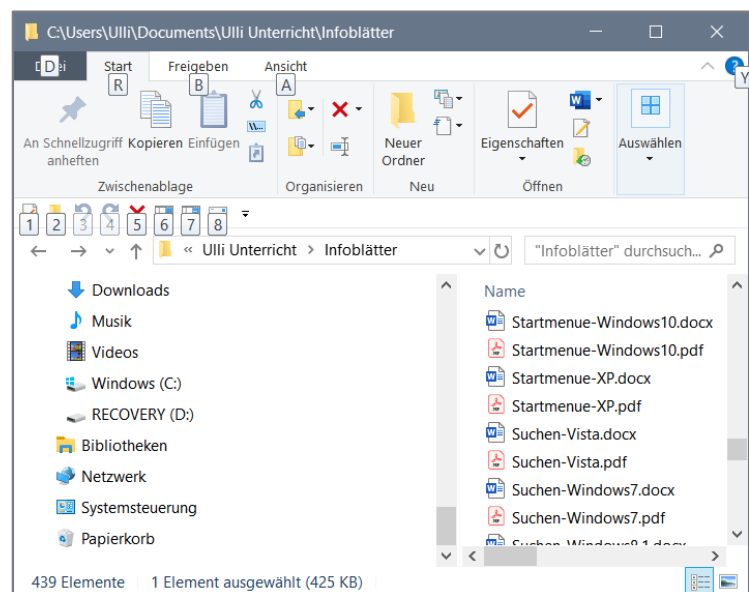 C:\Users\Ulli\Documents\Ulli Unterricht\Infoblätter
D Start Freigeben Ansicht
R B A Y
An Schnellzugriff anheften Kopieren Einfügen
Neuer Ordner
Eigenschaften
Auswählen
Zwischenablage Organisieren Neu Öffnen
1 2 3 4 5 6 7 8
« Ulli Unterricht > Infoblätter
"Infoblätter" durchsuch...
Downloads
Musik
Videos
Windows (C:)
RECOVERY (D:)
Bibliotheken
Netzwerk
Systemsteuerung
Papierkorb
Name
Startmenue-Windows10.docx
Startmenue-Windows10.pdf
Startmenue-XP.docx
Startmenue-XP.pdf
Suchen-Vista.docx
Suchen-Vista.pdf
Suchen-Windows7.docx
Suchen-Windows7.pdf
Suchen-Windows8.1.docx
439 Elemente 1 Element ausgewählt (425 KB)